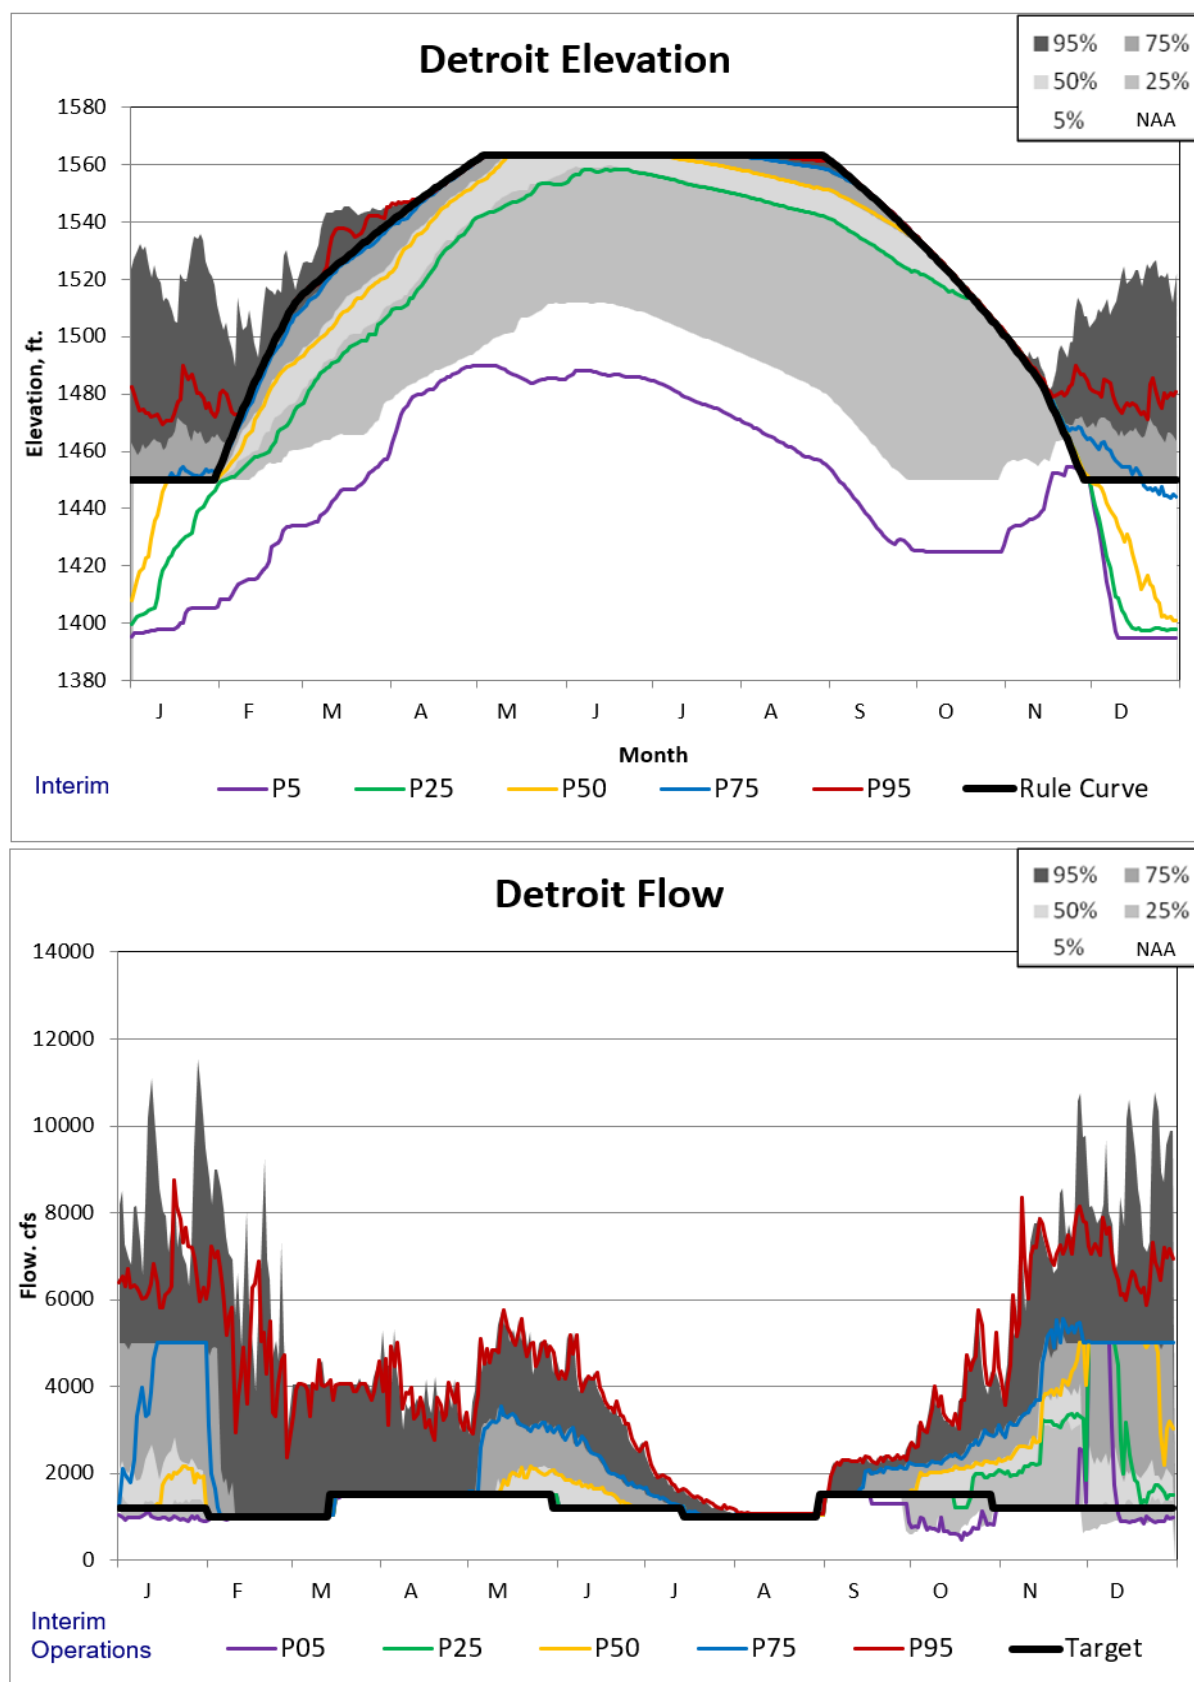 Detroit Elevation
95% 75%
50% 25%
5% NAA
1580
1560
1540
1520
1500
1480
1460
1440
1420
1400
1380
Elevation, ft.
J F M A M J J A S O N D
Month
Interim
P5 P25 P50 P75 P95 Rule Curve
Detroit Flow
95% 75%
50% 25%
5% NAA
14000
12000
10000
8000
6000
4000
2000
0
Flow. cfs
J F M A M J J A S O N D
Interim
Operations
P05 P25 P50 P75 P95 Target